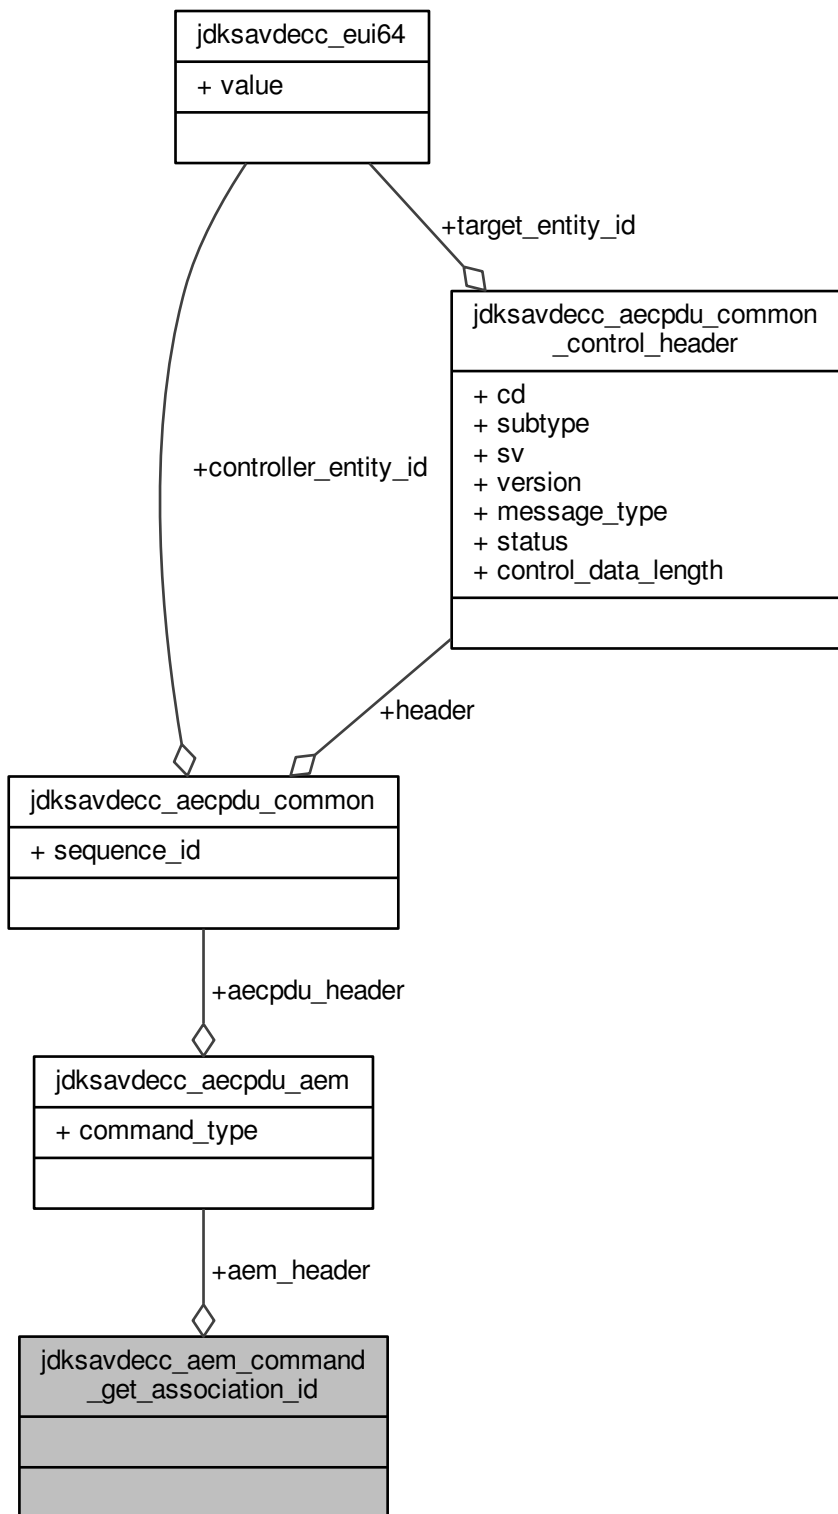 jdksavdecc_eui64
+ value
+target_entity_id
jdksavdecc_aecpdu_common
_control_header
+ cd
+ subtype
+ sv
+ version
+ message_type
+ status
+ control_data_length
+controller_entity_id
+header
jdksavdecc_aecpdu_common
+ sequence_id
+aecpdu_header
jdksavdecc_aecpdu_aem
+ command_type
+aem_header
jdksavdecc_aem_command
_get_association_id